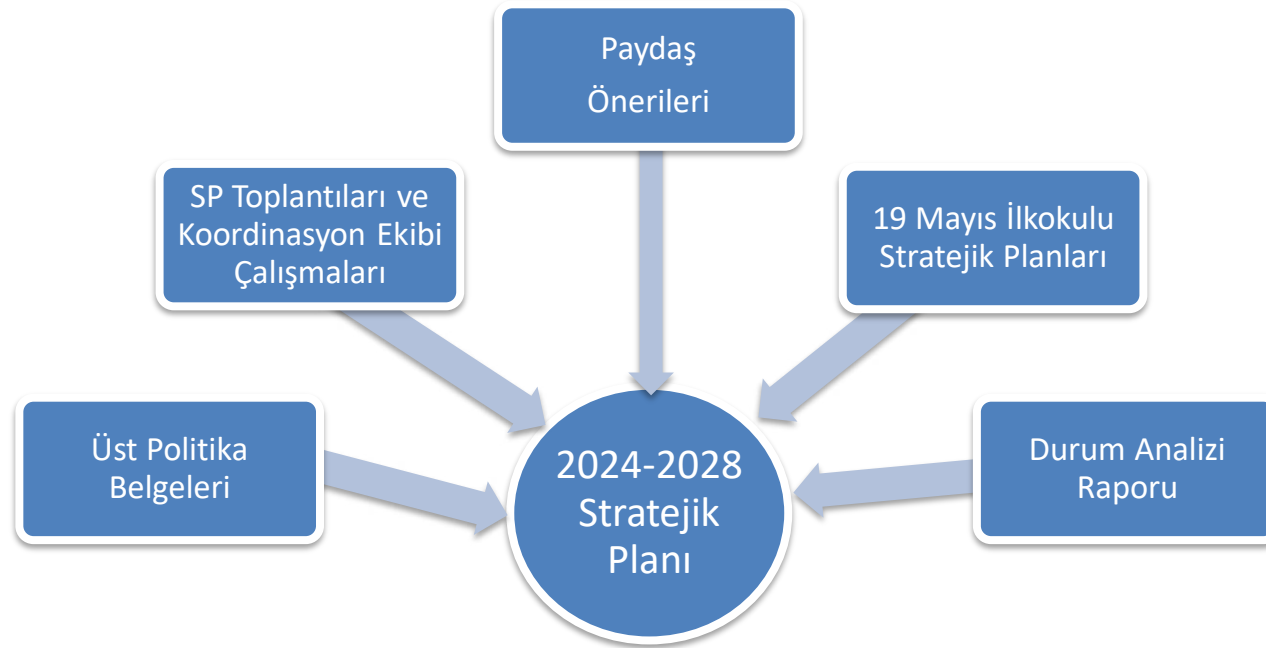 Paydaş
Önerileri
SP Toplantıları ve
Koordinasyon Ekibi
Çalışmaları
19 Mayıs İlkokulu
Stratejik Planları
Üst Politika
Belgeleri
2024-2028
Stratejik
Planı
Durum Analizi
Raporu